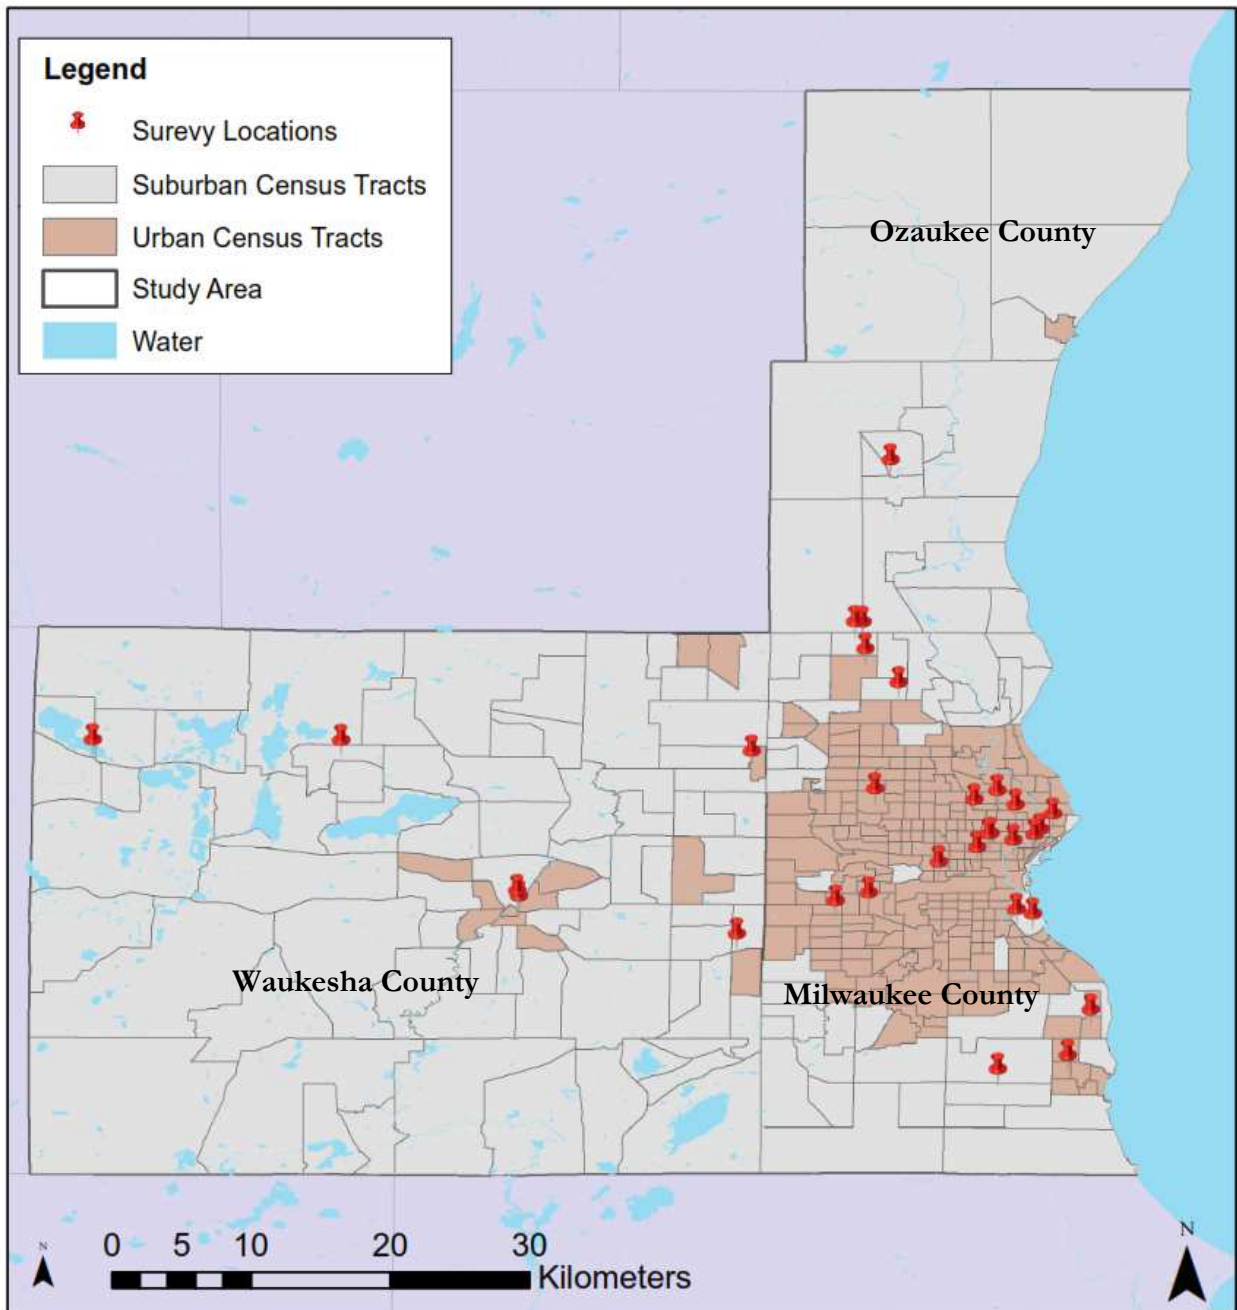 Legend
Surevy Locations
Suburban Census Tracts
Urban Census Tracts
Study Area
Water
Ozaukee County
Waukesha County
Milwaukee County
N
0 5 10 20 30
Kilometers
N